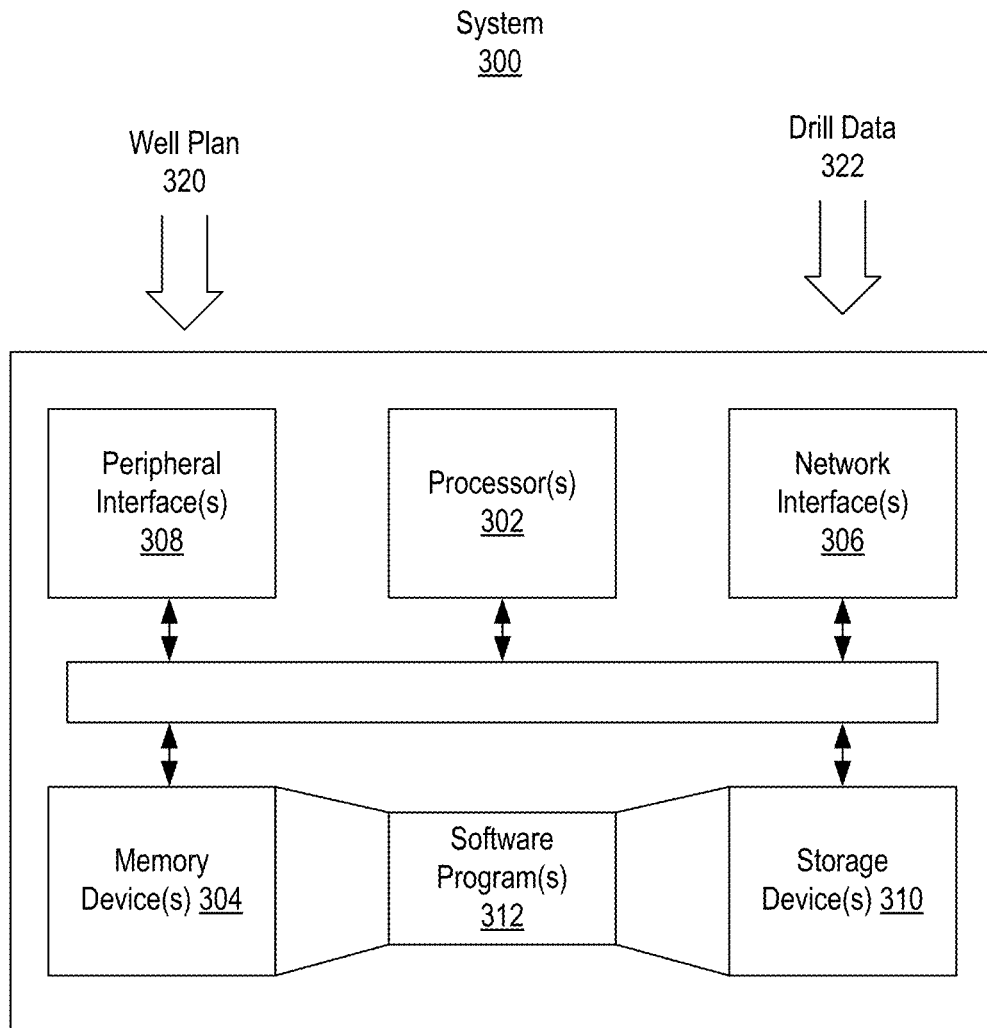 System
300
Well Plan
320
Drill Data
322
Peripheral
Interface(s)
308
Processor(s)
302
Network
Interface(s)
306
Memory
Device(s) 304
Software
Program(s)
312
Storage
Device(s) 310